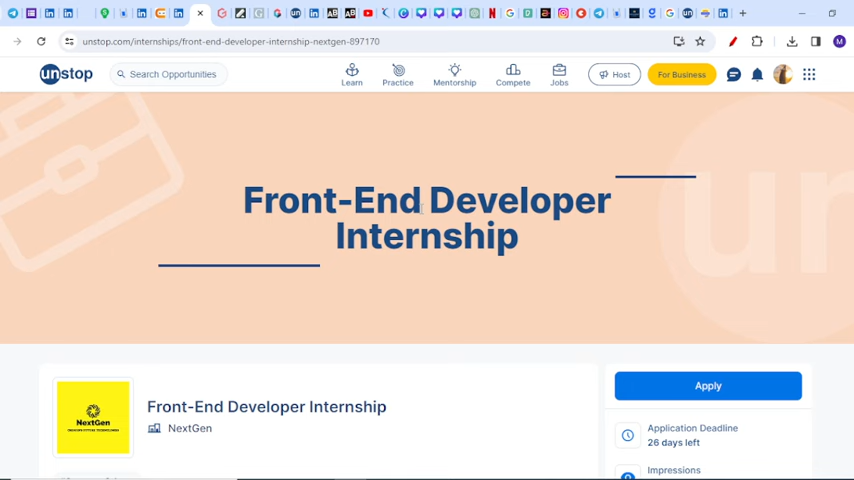 unstop.com/internships/front-end-developer-internship-nextgen-897170
M
unstop
Search Opportunities
Learn
Practice
Mentorship
Compete
Jobs
Host
For Business
un
Front-End Developer
Internship
NextGen
Front-End Developer Internship
NextGen
Apply
Application Deadline
26 days left
Impressions